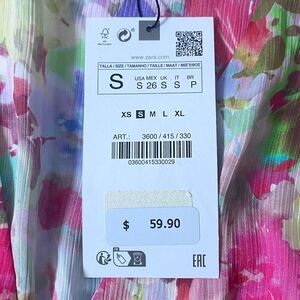 FSC
www.zara.com
TALLA / SIZE / TAMANHO / TAILLE / MAAT /
S
USA MEX UK IT BR
S 26 S S P
XS S M L XL
ART.: 3600 / 415 / 330
03600415330029
$ 59.90
EAC